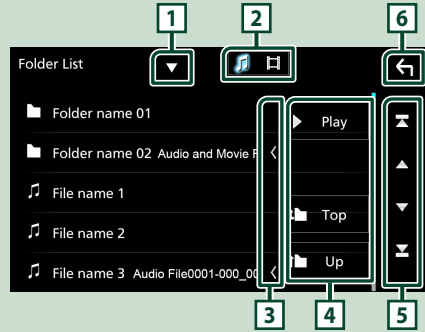 1 2 6
Folder List
Folder name 01
Play
Folder name 02 Audio and Movie
File name 1
File name 2
Top
File name 3 Audio File0001-000_00
Up
3 4 5